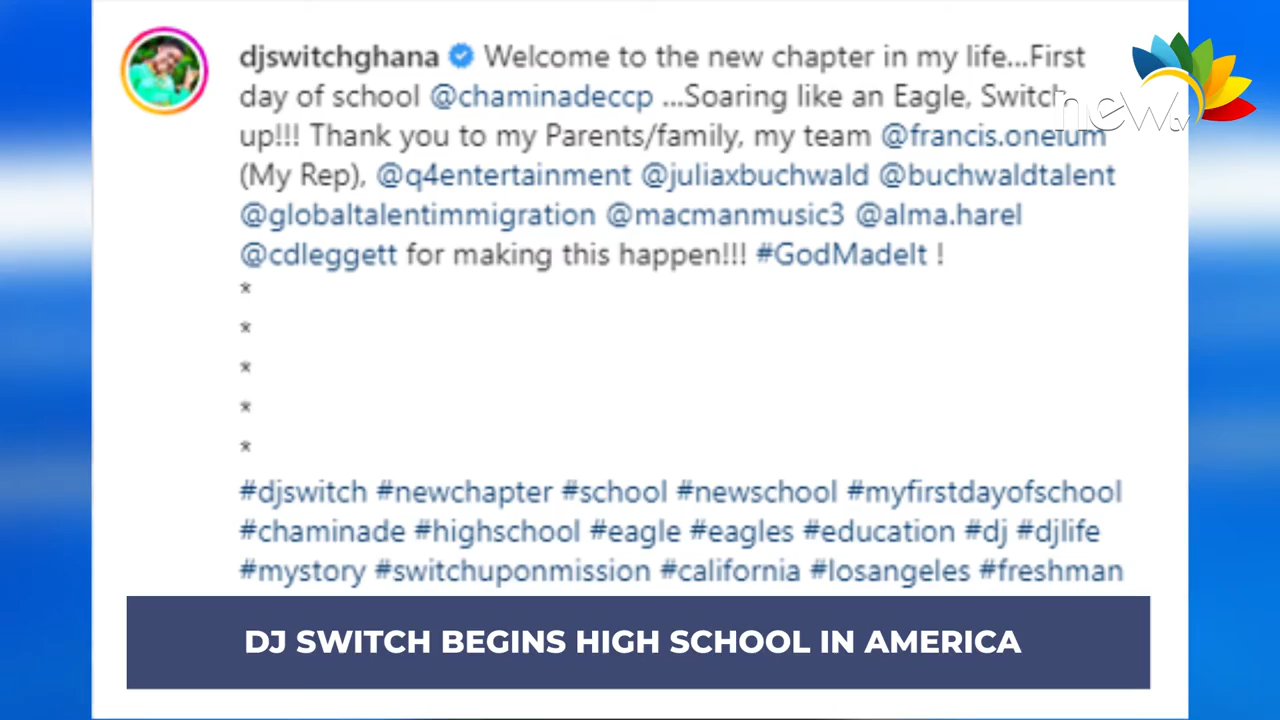 djswitchghana Welcome to the new chapter in my life...First
day of school @chaminadeccp ...Soaring like an Eagle, Switch
up!!! Thank you to my Parents/family, my team @francis.oneium
(My Rep), @q4entertainment @juliaxbuchwald @buchwaldtalent
@globaltalentimmigration @macmanmusic3 @alma.harel
@cdleggett for making this happen!!! #GodMadeIt !
*
*
*
*
*
#djswitch #newchapter #school #newschool #myfirstdayofschool
#chaminade #highschool #eagle #eagles #education #dj #djlife
#mystory #switchuponmission #california #losangeles #freshman
DJ SWITCH BEGINS HIGH SCHOOL IN AMERICA
new tv